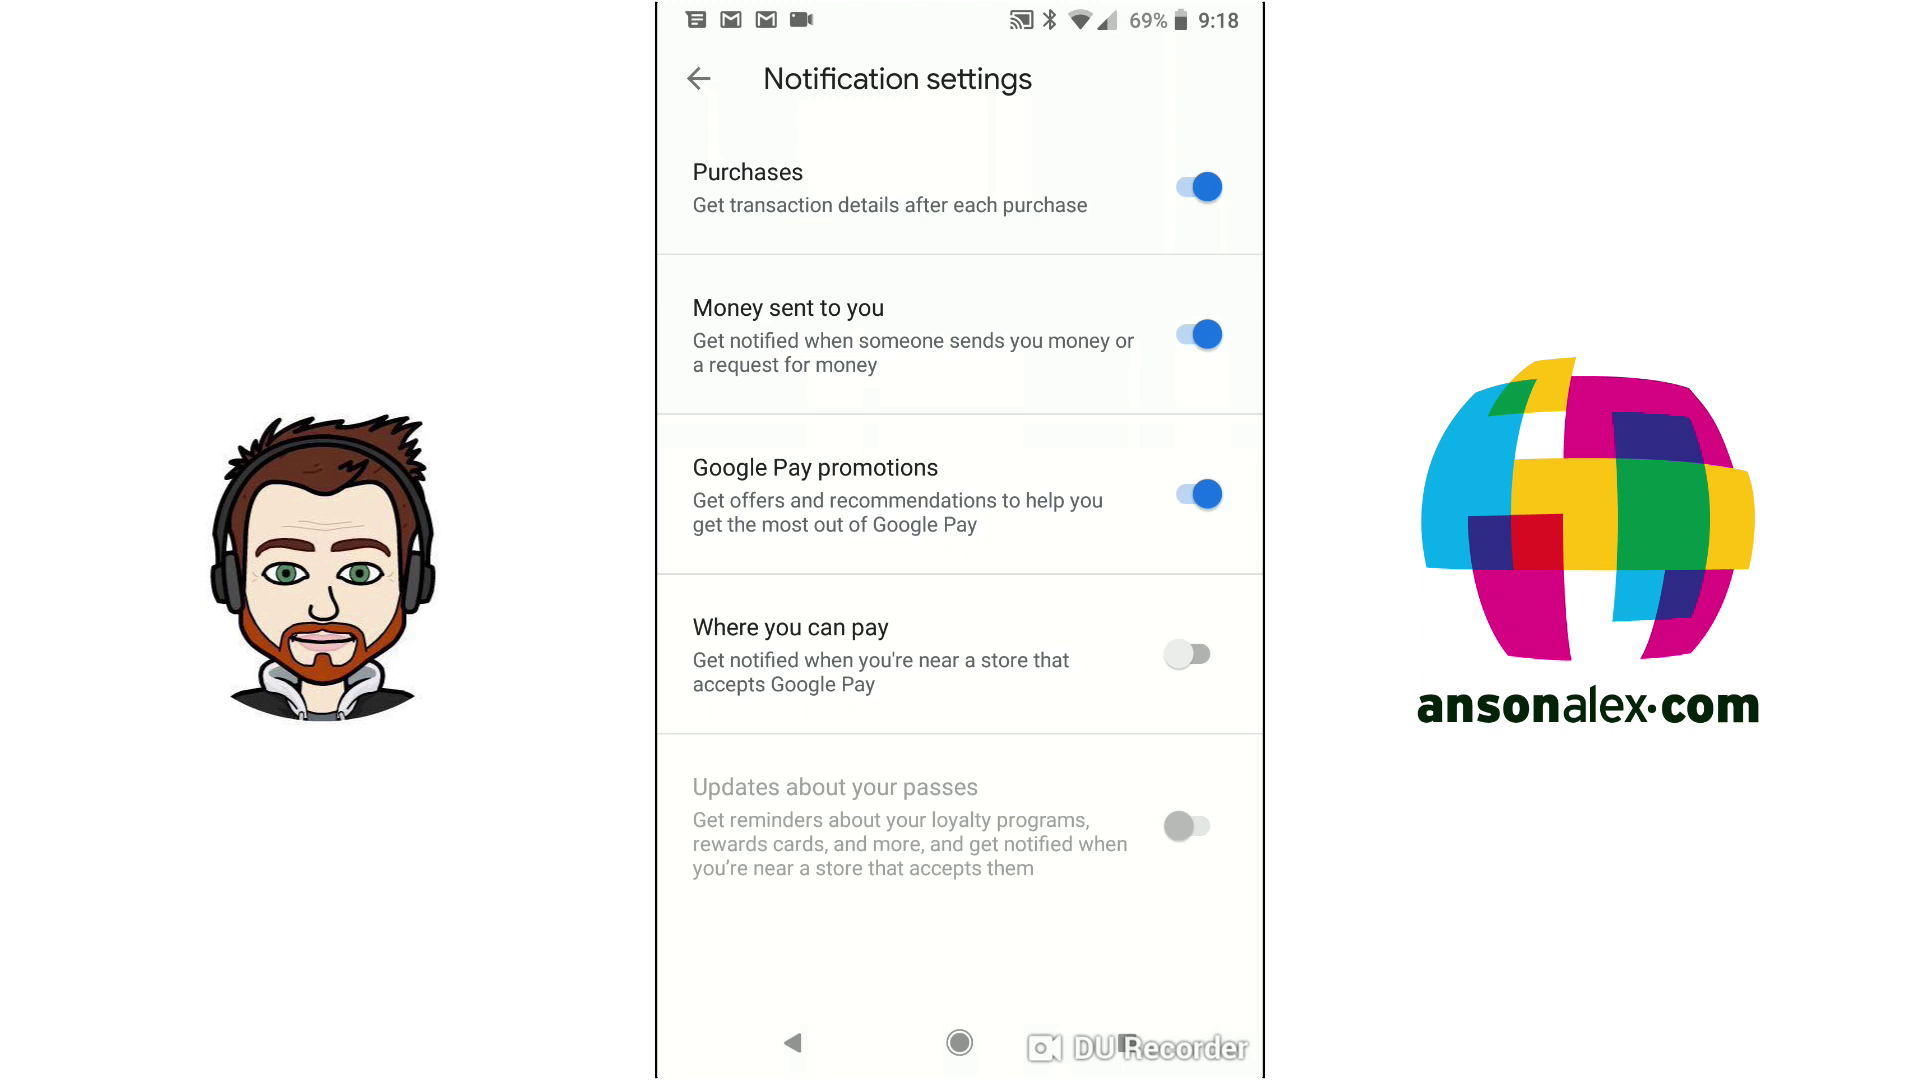 69% 9:18
Notification settings
Purchases
Get transaction details after each purchase
Money sent to you
Get notified when someone sends you money or
a request for money
Google Pay promotions
Get offers and recommendations to help you
get the most out of Google Pay
Where you can pay
Get notified when you're near a store that
accepts Google Pay
Updates about your passes
Get reminders about your loyalty programs,
rewards cards, and more, and get notified when
you’re near a store that accepts them
DU Recorder
ansonalex.com